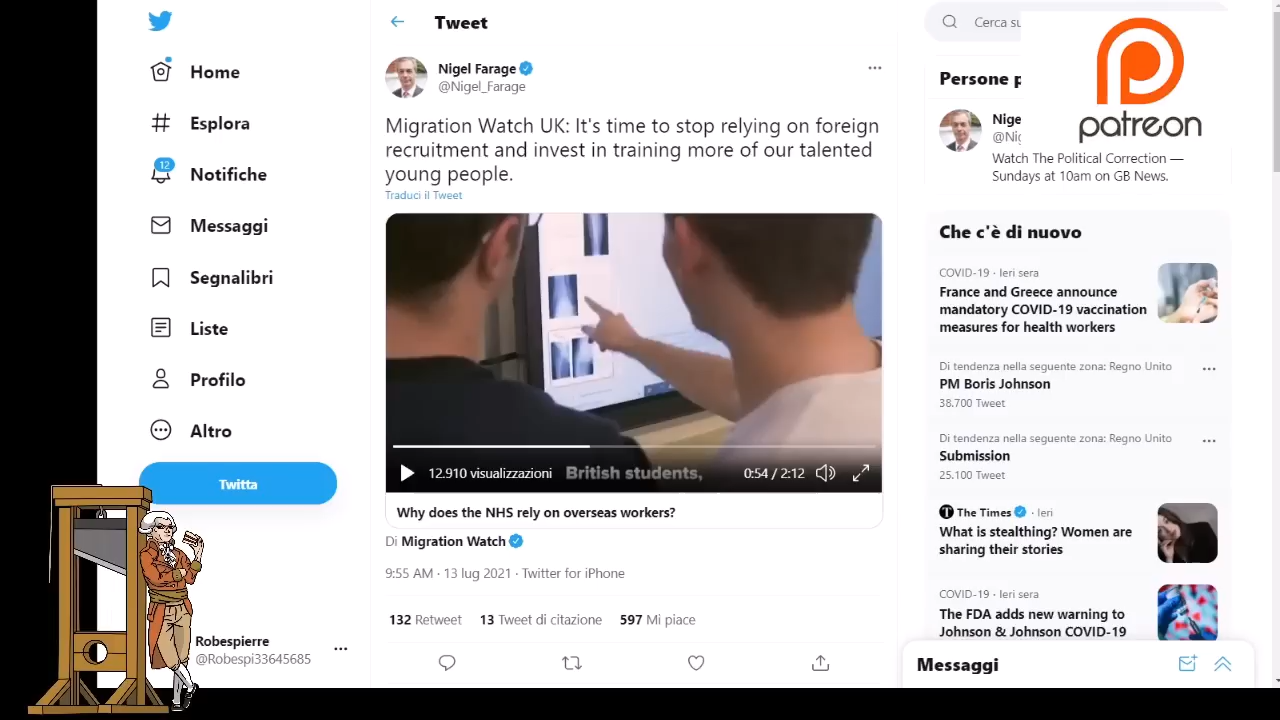 Home
Esplora
12
Notifiche
Messaggi
Segnalibri
Liste
Profilo
Altro
Twitta
Robespierre
@Robespi33645685
Tweet
Nigel Farage
@Nigel_Farage
Migration Watch UK: It's time to stop relying on foreign
recruitment and invest in training more of our talented
young people.
Traduci il Tweet
12.910 visualizzazioni
British students,
0:54 / 2:12
Why does the NHS rely on overseas workers?
Di Migration Watch
9:55 AM · 13 lug 2021 · Twitter for iPhone
132 Retweet 13 Tweet di citazione 597 Mi piace
Cerca su
patreon
Persone p
Nige
@Nig
Watch The Political Correction —
Sundays at 10am on GB News.
Che c'è di nuovo
COVID-19 · Ieri sera
France and Greece announce
mandatory COVID-19 vaccination
measures for health workers
Di tendenza nella seguente zona: Regno Unito
PM Boris Johnson
38.700 Tweet
Di tendenza nella seguente zona: Regno Unito
Submission
25.100 Tweet
The Times · Ieri
What is stealthing? Women are
sharing their stories
COVID-19 · Ieri sera
The FDA adds new warning to
Johnson & Johnson COVID-19
Messaggi